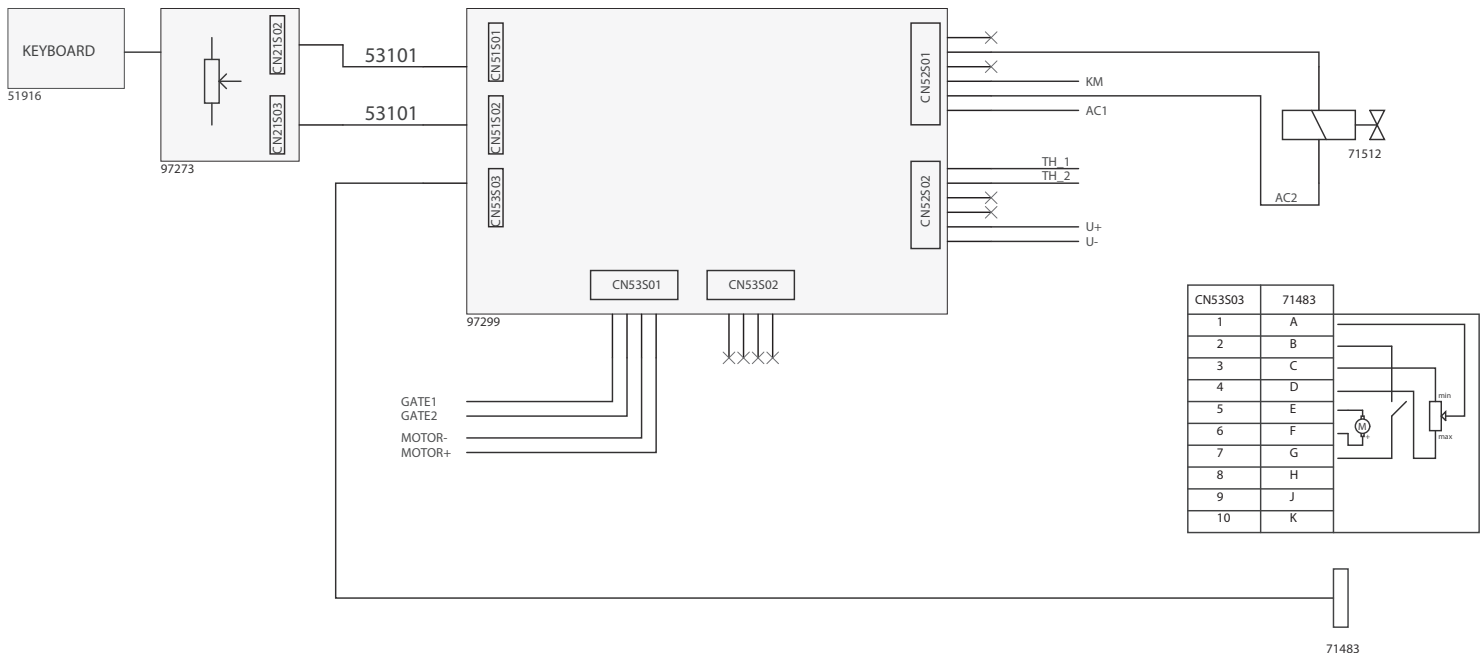 KEYBOARD
51916
CN21S02
CN21S03
97273
53101
53101
CN51S01
CN51S02
CN53S03
CN52S01
CN52S02
CN53S01
CN53S02
97299
KM
AC1
TH_1
TH_2
U+
U-
AC2
71512
GATE1
GATE2
MOTOR-
MOTOR+
CN53S03 71483
1 A
2 B
3 C
4 D
5 E
6 F
7 G
8 H
9 J
10 K
min
M
+
max
71483